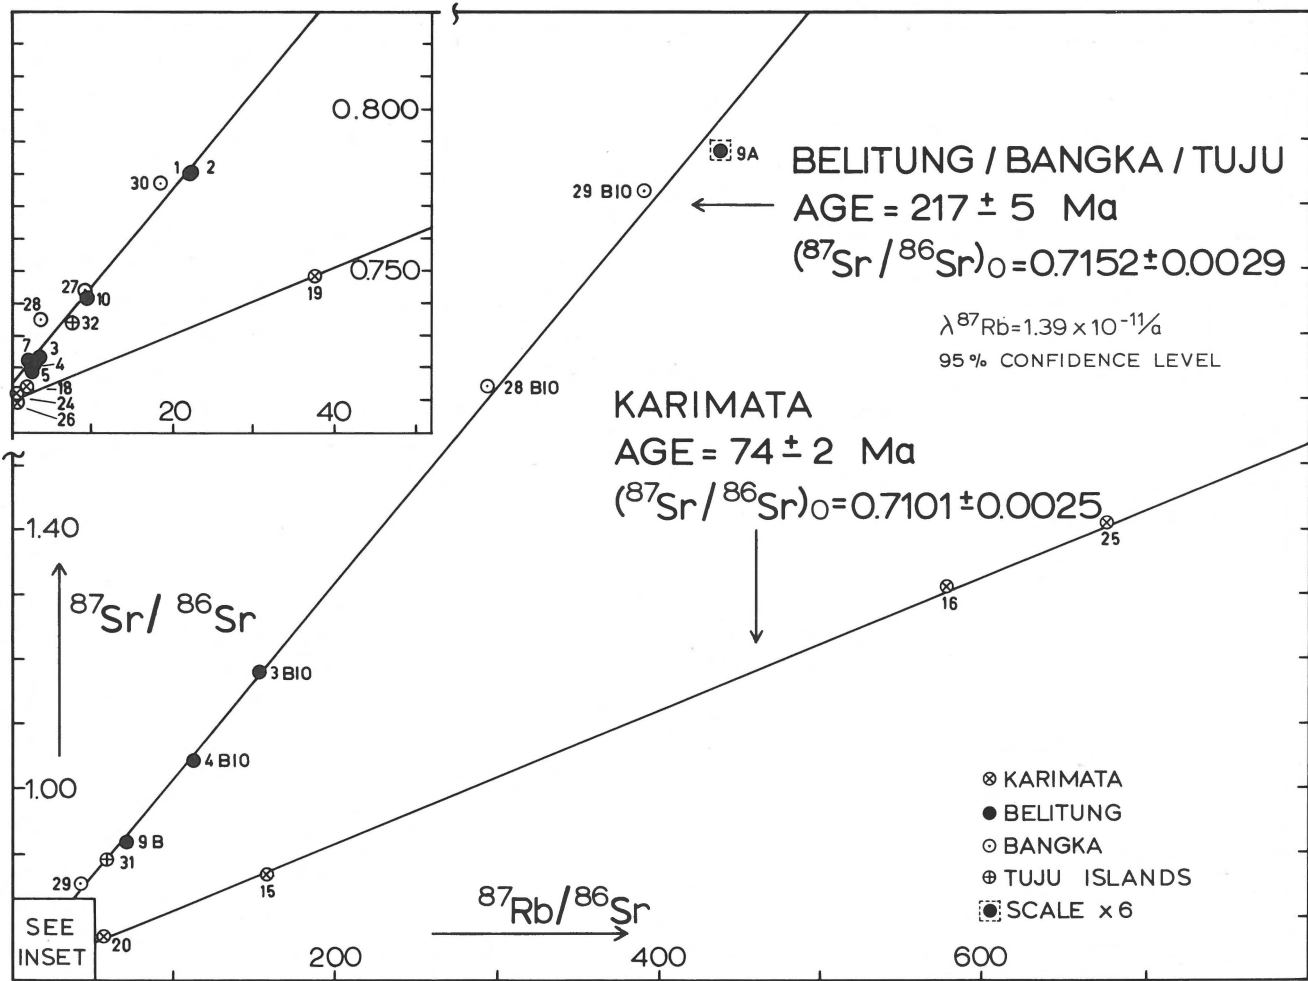 0.800
1
2
30
0.750
19
27
10
28
32
7
3
4
5
18
24
26
20
40
9A
BELITUNG / BANGKA / TUJU
AGE = 217 ± 5 Ma
(⁸⁷Sr / ⁸⁶Sr)₀=0.7152±0.0029
29 BIO
λ⁸⁷Rb=1.39 x 10⁻¹¹/a
95% CONFIDENCE LEVEL
28 BIO
KARIMATA
AGE = 74 ± 2 Ma
(⁸⁷Sr / ⁸⁶Sr)₀=0.7101±0.0025
1.40
25
⁸⁷Sr/ ⁸⁶Sr
16
3 BIO
4 BIO
1.00
KARIMATA
BELITUNG
BANGKA
TUJU ISLANDS
SCALE x 6
9 B
31
29
15
⁸⁷Rb/⁸⁶Sr
SEE
INSET
20
200
400
600